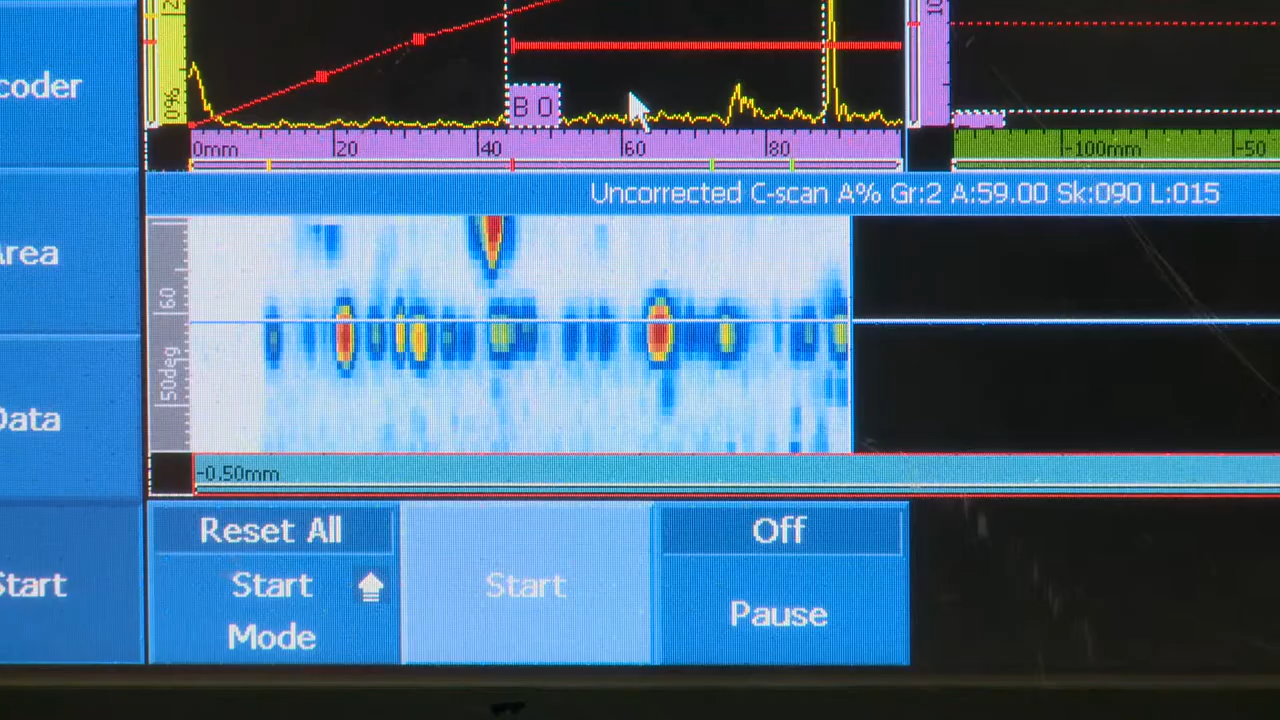 coder
0%
B 0
0mm
20
40
60
80
-100mm
-50
Uncorrected C-scan A% Gr:2 A:59.00 Sk:090 L:015
Area
60
50deg
Data
-0.50mm
Reset All
Off
Start
Start
Mode
Start
Pause